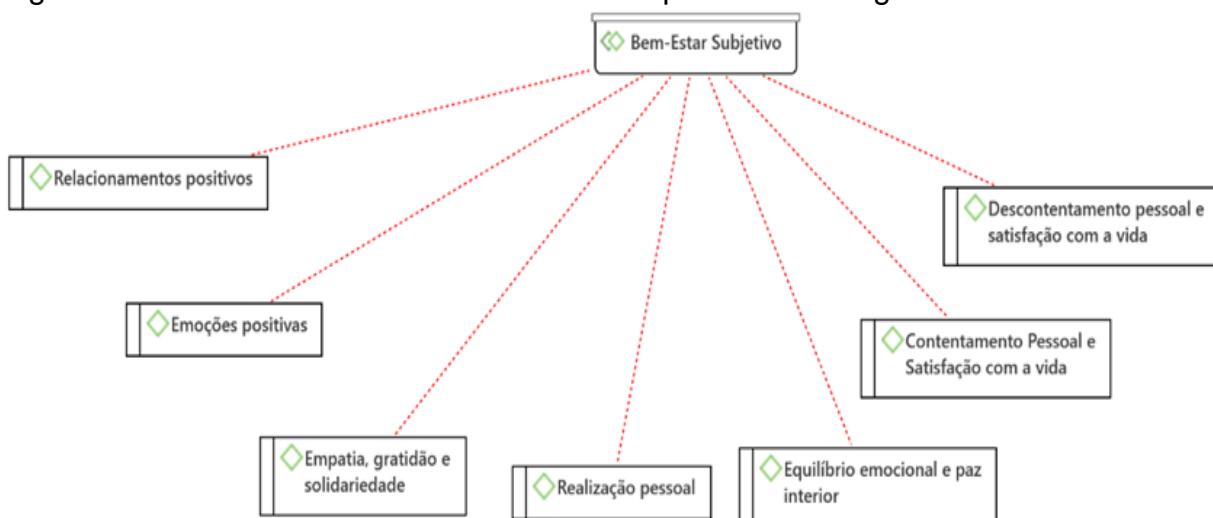 Bem-Estar Subjetivo
Relacionamentos positivos
Descontentamento pessoal e
satisfação com a vida
Emoções positivas
Contentamento Pessoal e
Satisfação com a vida
Empatia, gratidão e
solidariedade
Realização pessoal
Equilíbrio emocional e paz
interior